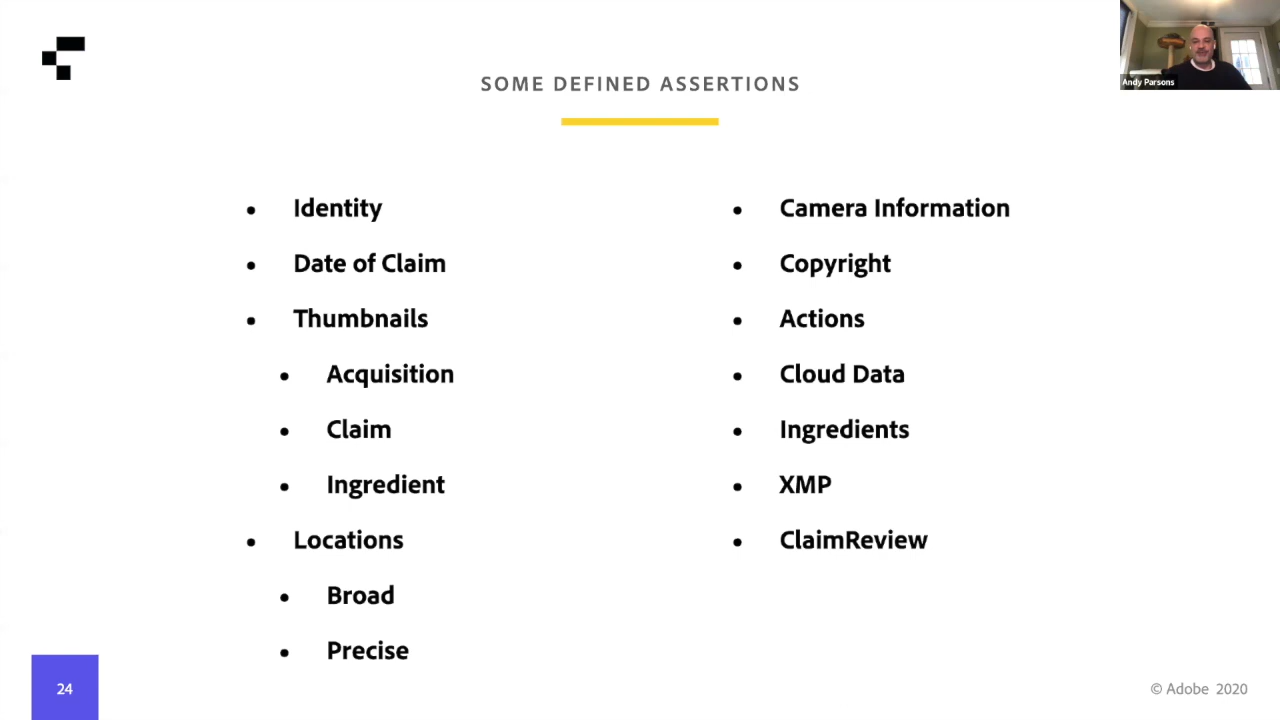 SOME DEFINED ASSERTIONS
Andy Parsons
Identity
Date of Claim
Thumbnails
Acquisition
Claim
Ingredient
Locations
Broad
Precise
Camera Information
Copyright
Actions
Cloud Data
Ingredients
XMP
ClaimReview
24
© Adobe 2020